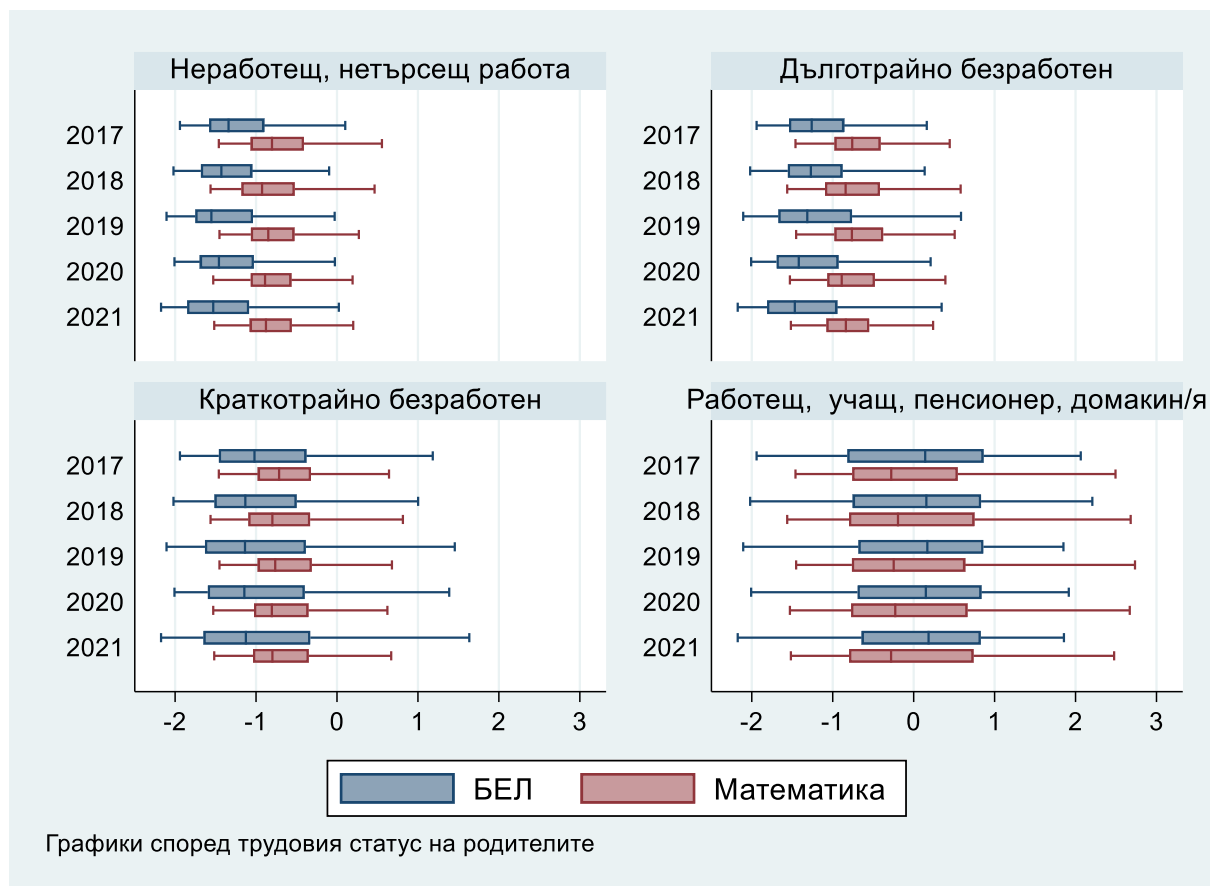 Неработещ, нетърсещ работа
2017
2018
2019
2020
2021
Дълготрайно безработен
2017
2018
2019
2020
2021
Краткотрайно безработен
2017
2018
2019
2020
2021
-2 -1 0 1 2 3
Работещ,  учащ, пенсионер, домакин/я
2017
2018
2019
2020
2021
-2 -1 0 1 2 3
БЕЛ Математика
Графики според трудовия статус на родителите